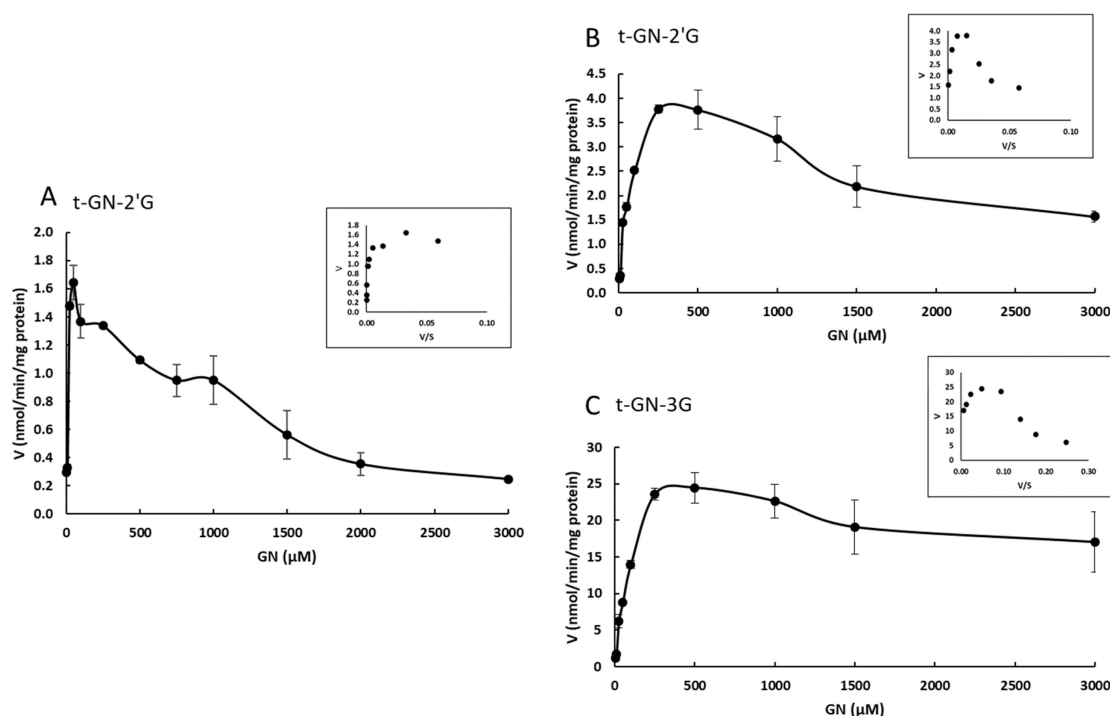 A t-GN-2'G
V (nmol/min/mg protein)
2.0
1.8
1.6
1.4
1.2
1.0
0.8
0.6
0.4
0.2
0.0
0 500 1000 1500 2000 2500 3000
GN (μM)
V
1.8
1.6
1.4
1.2
1.0
0.8
0.6
0.4
0.2
0.00 0.05 0.10
V/S
B t-GN-2'G
V (nmol/min/mg protein)
4.5
4.0
3.5
3.0
2.5
2.0
1.5
1.0
0.5
0.0
0 500 1000 1500 2000 2500 3000
GN (μM)
V
4.0
3.5
3.0
2.5
2.0
1.5
1.0
0.5
0.0
0.00 0.05 0.10
V/S
C t-GN-3G
V (nmol/min/mg protein)
30
25
20
15
10
5
0
0 500 1000 1500 2000 2500 3000
GN (μM)
V
30
25
20
15
10
5
0
0.00 0.10 0.20 0.30
V/S